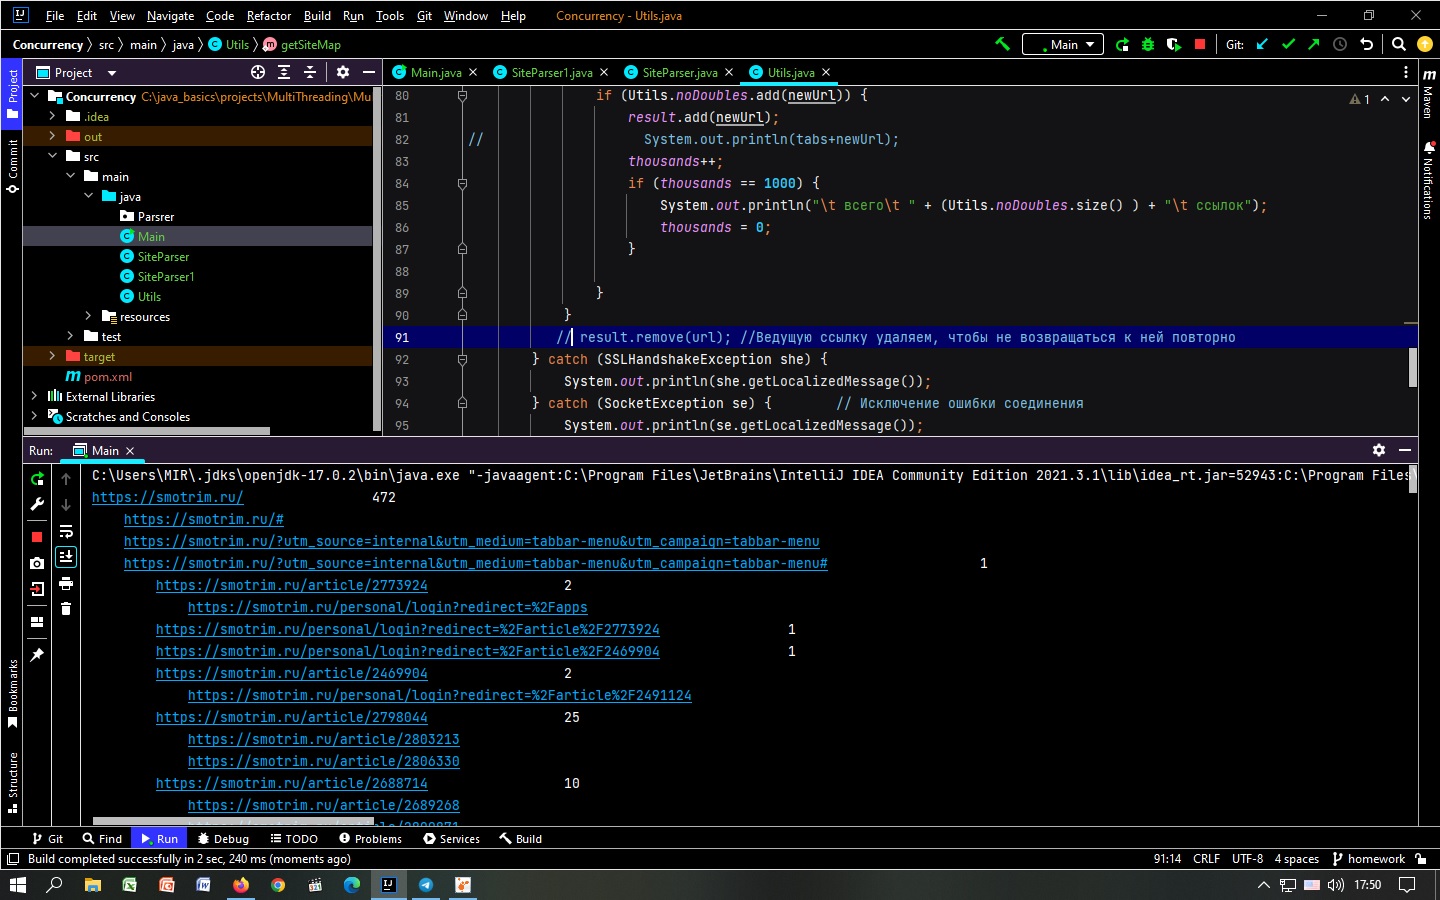 File Edit View Navigate Code Refactor Build Run Tools Git Window Help Concurrency - Utils.java
Concurrency src main java Utils getSiteMap Main Git:
Project Main.java SiteParser1.java SiteParser.java Utils.java
Concurrency C:\java_basics\projects\MultiThreading\Mu
.idea
out
src
main
java
Parsrer
Main
SiteParser
SiteParser1
Utils
resources
test
target
pom.xml
External Libraries
Scratches and Consoles
80 if (Utils.noDoubles.add(newUrl)) {
81 result.add(newUrl);
82 // System.out.println(tabs+newUrl);
83 thousands++;
84 if (thousands == 1000) {
85 System.out.println("\t всего\t " + (Utils.noDoubles.size() ) + "\t ссылок");
86 thousands = 0;
87 }
88
89 }
90 }
91 // result.remove(url); //Ведущую ссылку удаляем, чтобы не возвращаться к ней повторно
92 } catch (SSLHandshakeException she) {
93 System.out.println(she.getLocalizedMessage());
94 } catch (SocketException se) { // Исключение ошибки соединения
95 System.out.println(se.getLocalizedMessage());
1
Project
Commit
Bookmarks
Structure
Maven
Notifications
Run: Main
C:\Users\MIR\.jdks\openjdk-17.0.2\bin\java.exe "-javaagent:C:\Program Files\JetBrains\IntelliJ IDEA Community Edition 2021.3.1\lib\idea_rt.jar=52943:C:\Program Files\
https://smotrim.ru/ 472
https://smotrim.ru/#
https://smotrim.ru/?utm_source=internal&utm_medium=tabbar-menu&utm_campaign=tabbar-menu
https://smotrim.ru/?utm_source=internal&utm_medium=tabbar-menu&utm_campaign=tabbar-menu# 1
https://smotrim.ru/article/2773924 2
https://smotrim.ru/personal/login?redirect=%2Fapps
https://smotrim.ru/personal/login?redirect=%2Farticle%2F2773924 1
https://smotrim.ru/personal/login?redirect=%2Farticle%2F2469904 1
https://smotrim.ru/article/2469904 2
https://smotrim.ru/personal/login?redirect=%2Farticle%2F2491124
https://smotrim.ru/article/2798044 25
https://smotrim.ru/article/2803213
https://smotrim.ru/article/2806330
https://smotrim.ru/article/2688714 10
https://smotrim.ru/article/2689268
Git Find Run Debug TODO Problems Services Build
Build completed successfully in 2 sec, 240 ms (moments ago) 91:14 CRLF UTF-8 4 spaces homework
17:50